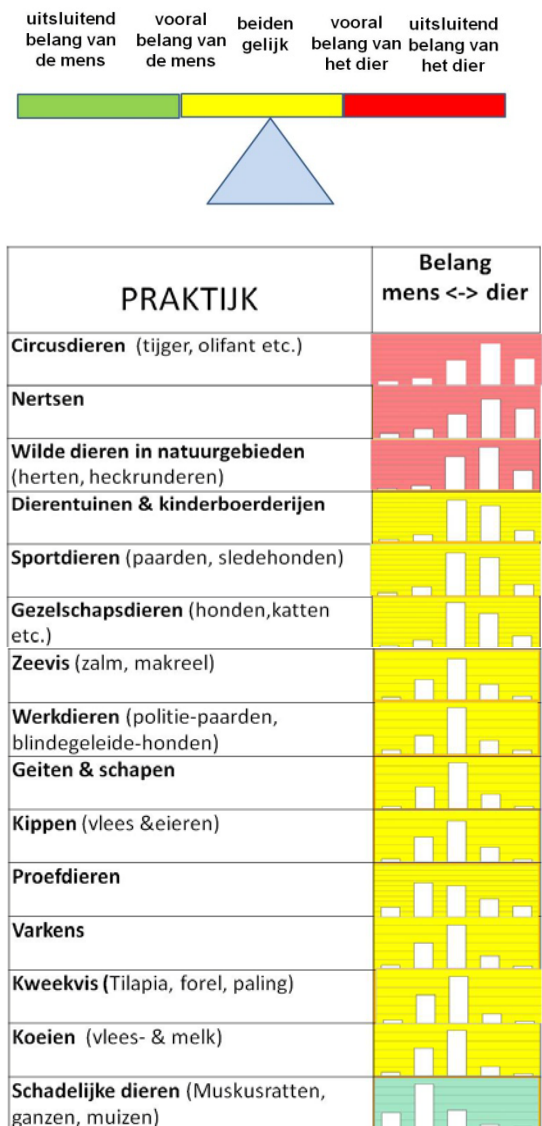 uitsluitend belang van de mens
vooral belang van de mens
beiden gelijk
vooral belang van het dier
uitsluitend belang van het dier
PRAKTIJK
Belang
mens <-> dier
Circusdieren (tijger, olifant etc.)
Nertsen
Wilde dieren in natuurgebieden
(herten, heckrunderen)
Dierentuinen & kinderboerderijen
Sportdieren (paarden, sledehonden)
Gezelschapsdieren (honden,katten
etc.)
Zeevis (zalm, makreel)
Werkdieren (politie-paarden,
blindegeleide-honden)
Geiten & schapen
Kippen (vlees &eieren)
Proefdieren
Varkens
Kweekvis (Tilapia, forel, paling)
Koeien (vlees- & melk)
Schadelijke dieren (Muskusratten,
ganzen, muizen)